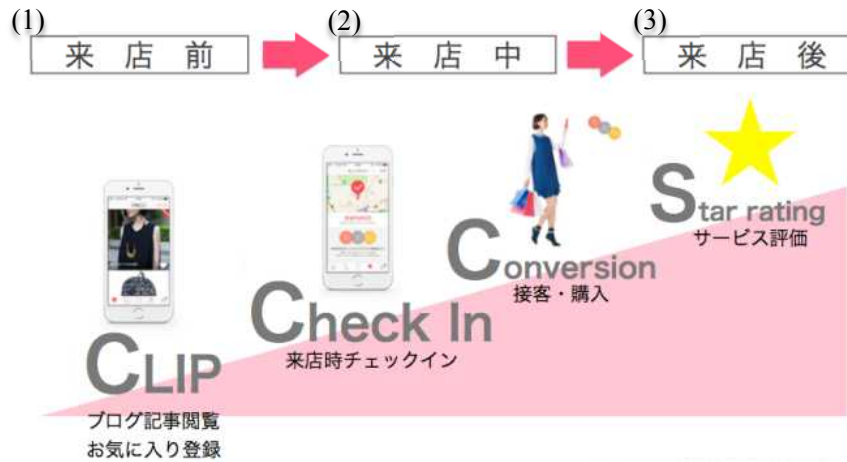 (1) (2) (3)
来店前 来店中 来店後
Star rating
サービス評価
Conversion
接客・購入
Check In
来店時チェックイン
CLIP
ブログ記事閲覧
お気に入り登録